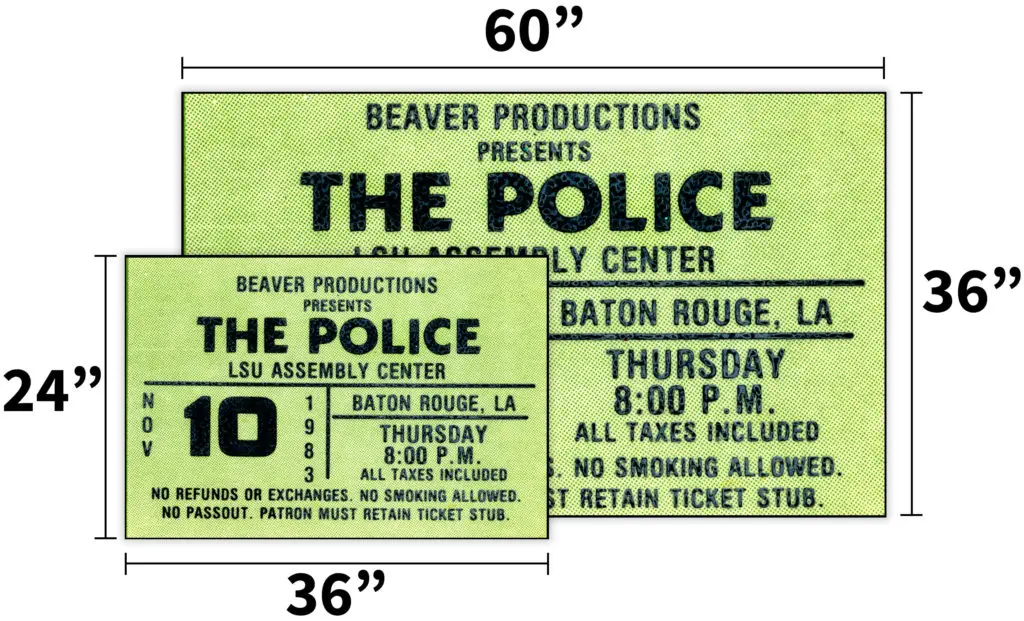 60”
BEAVER PRODUCTIONS
PRESENTS
THE POLICE
LY CENTER
BATON ROUGE, LA
THURSDAY
8:00 P.M.
ALL TAXES INCLUDED
S. NO SMOKING ALLOWED.
ST RETAIN TICKET STUB.
36”
24”
BEAVER PRODUCTIONS
PRESENTS
THE POLICE
LSU ASSEMBLY CENTER
NOV
10
1983
BATON ROUGE, LA
THURSDAY
8:00 P.M.
ALL TAXES INCLUDED
NO REFUNDS OR EXCHANGES. NO SMOKING ALLOWED.
NO PASSOUT. PATRON MUST RETAIN TICKET STUB.
36”